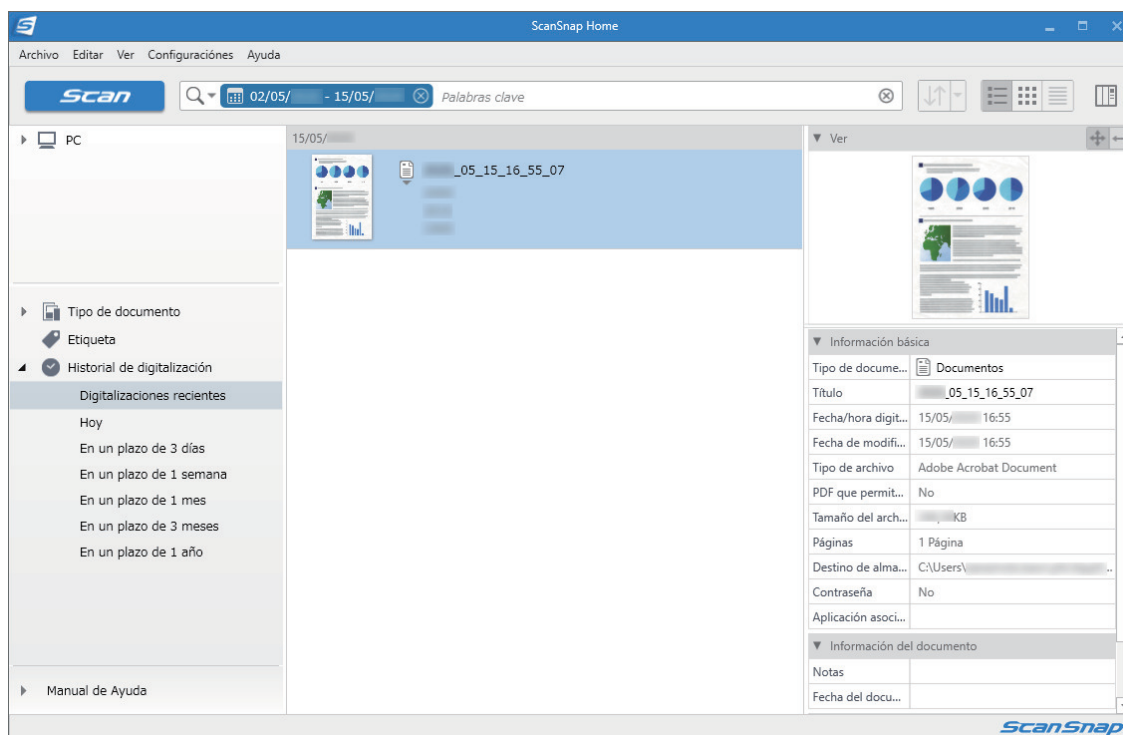 ScanSnap Home
Archivo Editar Ver Configuraciónes Ayuda
Scan
02/05/ - 15/05/
Palabras clave
PC
Tipo de documento
Etiqueta
Historial de digitalización
Digitalizaciones recientes
Hoy
En un plazo de 3 días
En un plazo de 1 semana
En un plazo de 1 mes
En un plazo de 3 meses
En un plazo de 1 año
Manual de Ayuda
15/05/
_05_15_16_55_07
Ver
Información básica
Tipo de docume... Documentos
Título _05_15_16_55_07
Fecha/hora digit... 15/05/ 16:55
Fecha de modifi... 15/05/ 16:55
Tipo de archivo Adobe Acrobat Document
PDF que permit... No
Tamaño del arch... KB
Páginas 1 Página
Destino de alma... C:\Users\ ..
Contraseña No
Aplicación asoci...
Información del documento
Notas
Fecha del docu...
ScanSnap